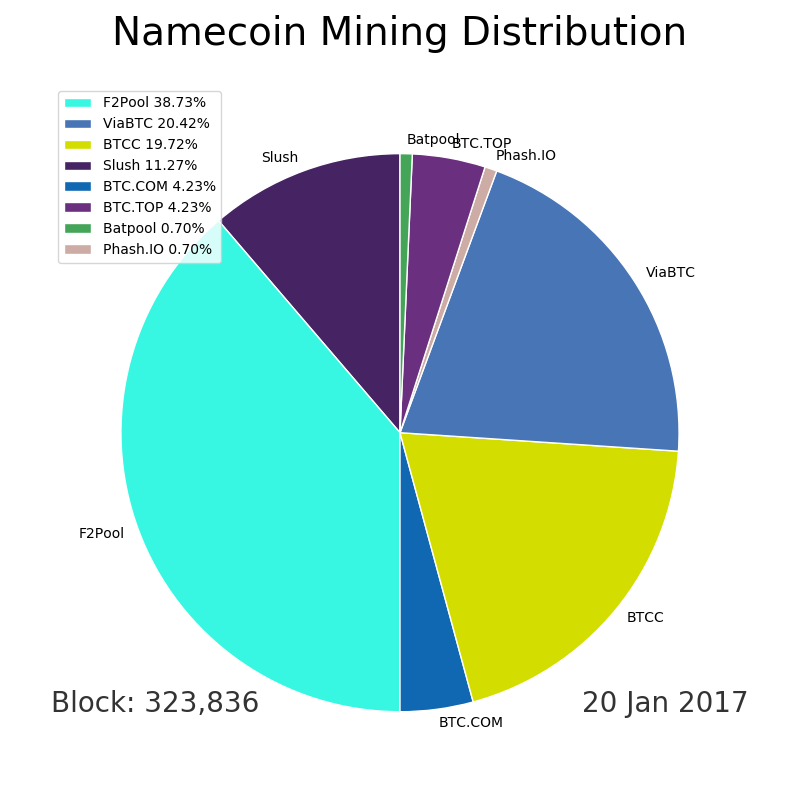 Namecoin Mining Distribution
F2Pool 38.73%
ViaBTC 20.42%
BTCC 19.72%
Slush 11.27%
BTC.COM 4.23%
BTC.TOP 4.23%
Batpool 0.70%
Phash.IO 0.70%
Batpool
BTC.TOP
Phash.IO
Slush
ViaBTC
F2Pool
BTCC
BTC.COM
Block: 323,836
20 Jan 2017